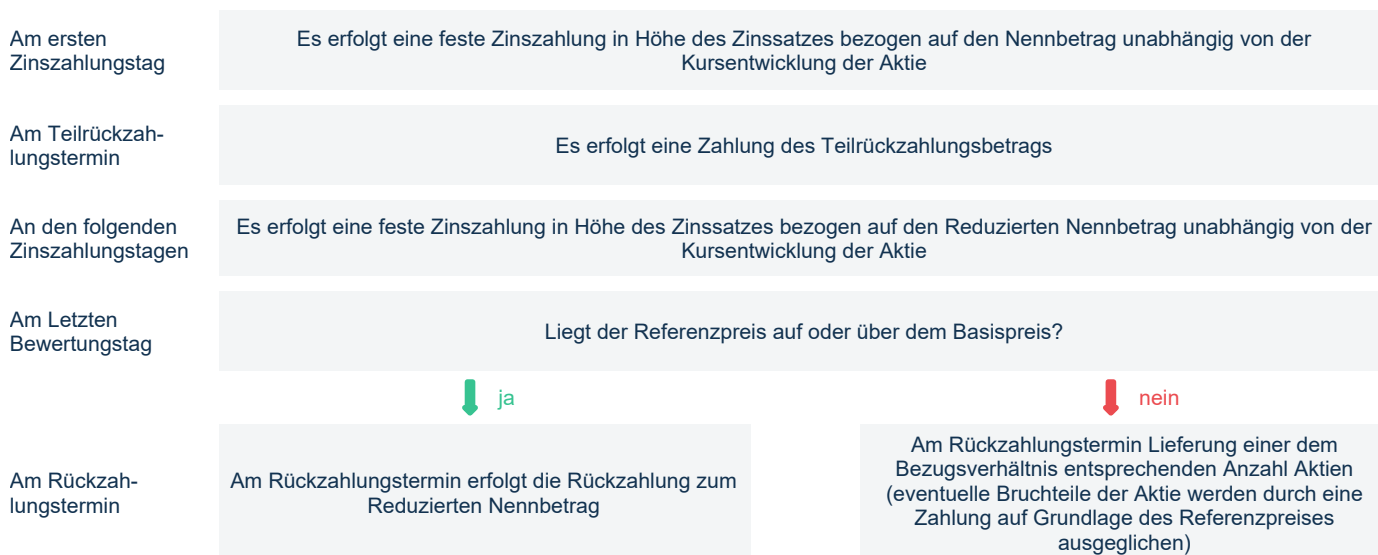 Am ersten
Zinszahlungstag
Es erfolgt eine feste Zinszahlung in Höhe des Zinssatzes bezogen auf den Nennbetrag unabhängig von der
Kursentwicklung der Aktie
Am Teilrückzah-
lungstermin
Es erfolgt eine Zahlung des Teilrückzahlungsbetrags
An den folgenden
Zinszahlungstagen
Es erfolgt eine feste Zinszahlung in Höhe des Zinssatzes bezogen auf den Reduzierten Nennbetrag unabhängig von der
Kursentwicklung der Aktie
Am Letzten
Bewertungstag
Liegt der Referenzpreis auf oder über dem Basispreis?
ja
nein
Am Rückzah-
lungstermin
Am Rückzahlungstermin erfolgt die Rückzahlung zum
Reduzierten Nennbetrag
Am Rückzahlungstermin Lieferung einer dem
Bezugsverhältnis entsprechenden Anzahl Aktien
(eventuelle Bruchteile der Aktie werden durch eine
Zahlung auf Grundlage des Referenzpreises
ausgeglichen)